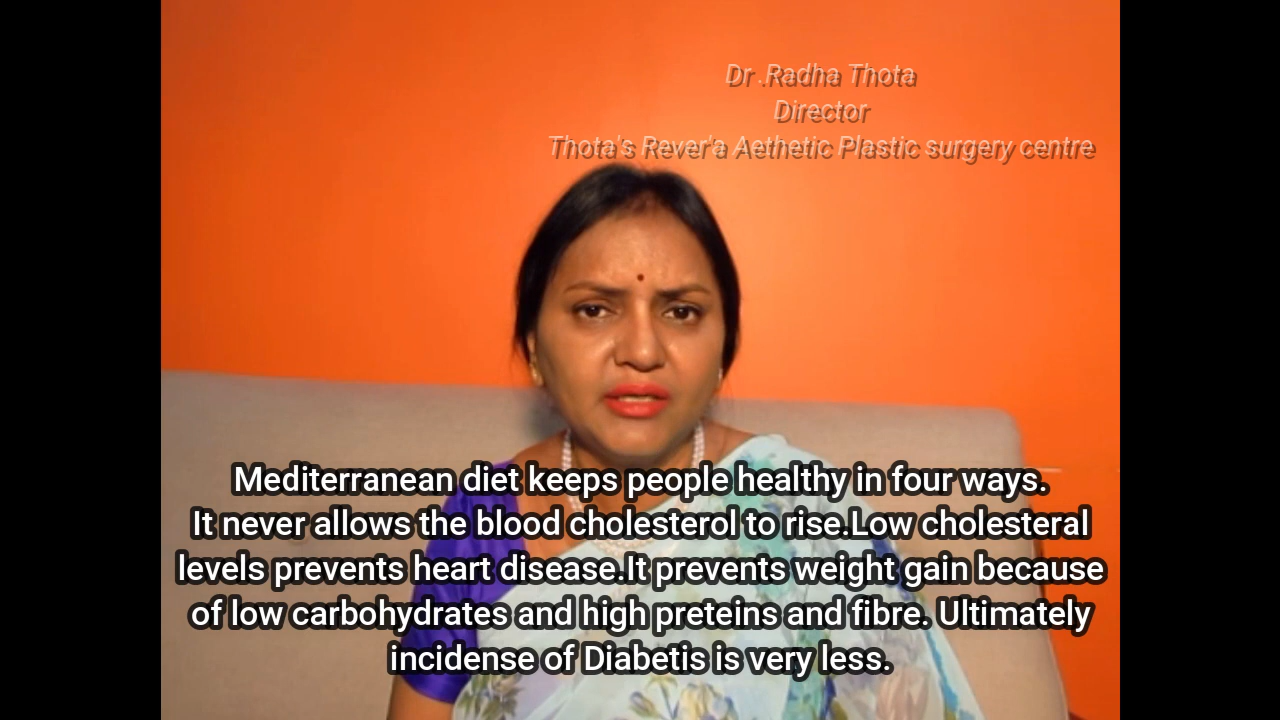 Dr .Radha Thota
Director
Thota's Rever'a Aethetic Plastic surgery centre
Mediterranean diet keeps people healthy in four ways.
It never allows the blood cholesterol to rise.Low cholesteral
levels prevents heart disease.It prevents weight gain because
of low carbohydrates and high preteins and fibre. Ultimately
incidense of Diabetis is very less.